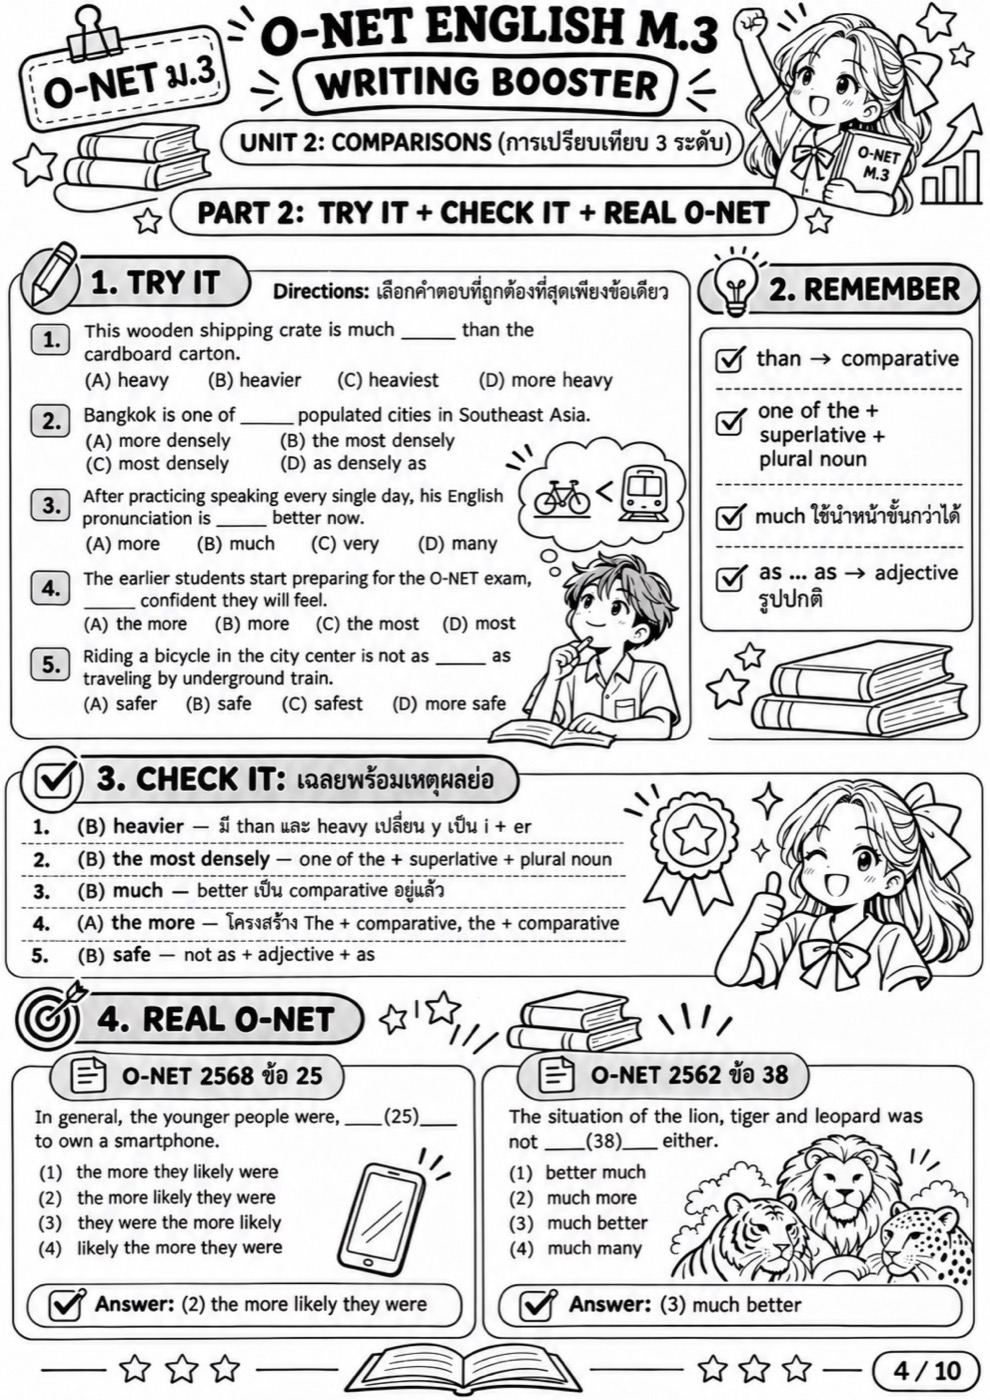 O-NET ม.3
O-NET ENGLISH M.3
WRITING BOOSTER
UNIT 2: COMPARISONS (การเปรียบเทียบ 3 ระดับ)
O-NET
M.3
PART 2: TRY IT + CHECK IT + REAL O-NET
1. TRY IT
Directions: เลือกคำตอบที่ถูกต้องที่สุดเพียงข้อเดียว
1. This wooden shipping crate is much _____ than the
cardboard carton.
(A) heavy (B) heavier (C) heaviest (D) more heavy
2. Bangkok is one of _____ populated cities in Southeast Asia.
(A) more densely (B) the most densely
(C) most densely (D) as densely as
3. After practicing speaking every single day, his English
pronunciation is _____ better now.
(A) more (B) much (C) very (D) many
4. The earlier students start preparing for the O-NET exam,
_____ confident they will feel.
(A) the more (B) more (C) the most (D) most
5. Riding a bicycle in the city center is not as _____ as
traveling by underground train.
(A) safer (B) safe (C) safest (D) more safe
<
2. REMEMBER
than → comparative
one of the +
superlative +
plural noun
much ใช้นำหน้าขั้นกว่าได้
as ... as → adjective
รูปปกติ
3. CHECK IT: เฉลยพร้อมเหตุผลย่อ
1. (B) heavier — มี than และ heavy เปลี่ยน y เป็น i + er
2. (B) the most densely — one of the + superlative + plural noun
3. (B) much — better เป็น comparative อยู่แล้ว
4. (A) the more — โครงสร้าง The + comparative, the + comparative
5. (B) safe — not as + adjective + as
4. REAL O-NET
O-NET 2568 ข้อ 25
In general, the younger people were, ____(25)____
to own a smartphone.
(1) the more they likely were
(2) the more likely they were
(3) they were the more likely
(4) likely the more they were
Answer: (2) the more likely they were
O-NET 2562 ข้อ 38
The situation of the lion, tiger and leopard was
not ____(38)____ either.
(1) better much
(2) much more
(3) much better
(4) much many
Answer: (3) much better
4 / 10